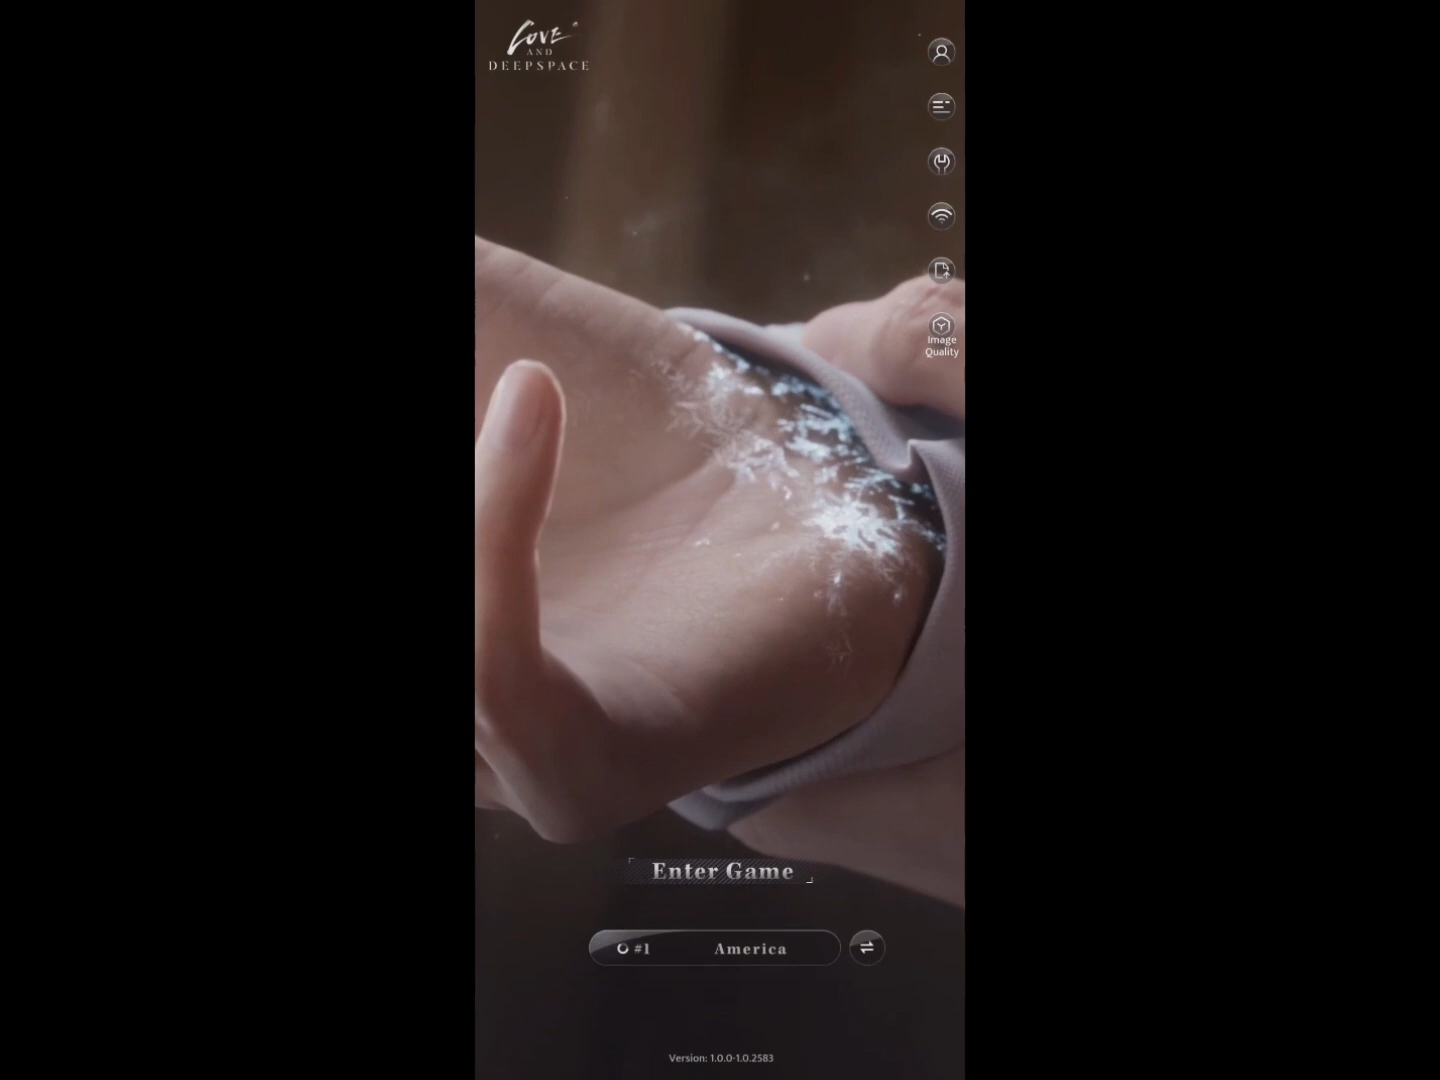 Love
AND
DEEPSPACE
Image
Quality
Enter Game
#1 America
Version: 1.0.0-1.0.2583